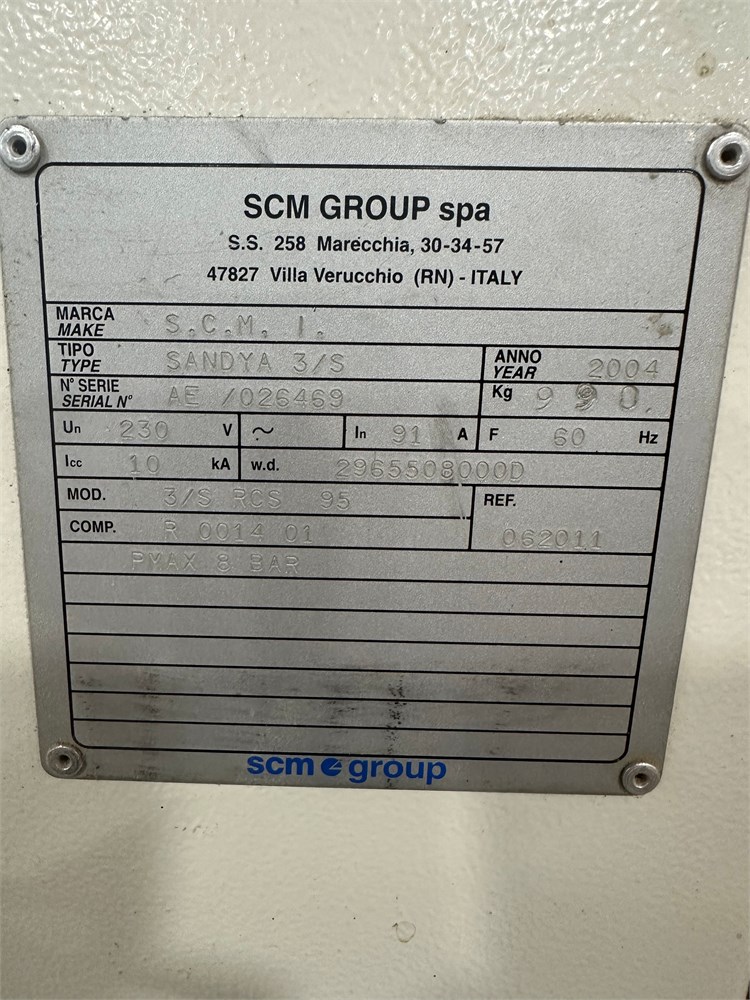 SCM GROUP spa
S.S. 258 Marecchia, 30-34-57
47827 Villa Verucchio (RN) - ITALY
MARCA
MAKE S.C.M. I.
TIPO
TYPE SANDYA 3/S
ANNO
YEAR 2004
N° SERIE
SERIAL N° AE /026469
Kg 990.
Un 230 V ~ In 91 A F 60 Hz
Icc 10 kA w.d. 2965508000D
MOD. 3/S RCS 95
REF.
COMP. R 0014 01
062011
PMAX 8 BAR
scm group